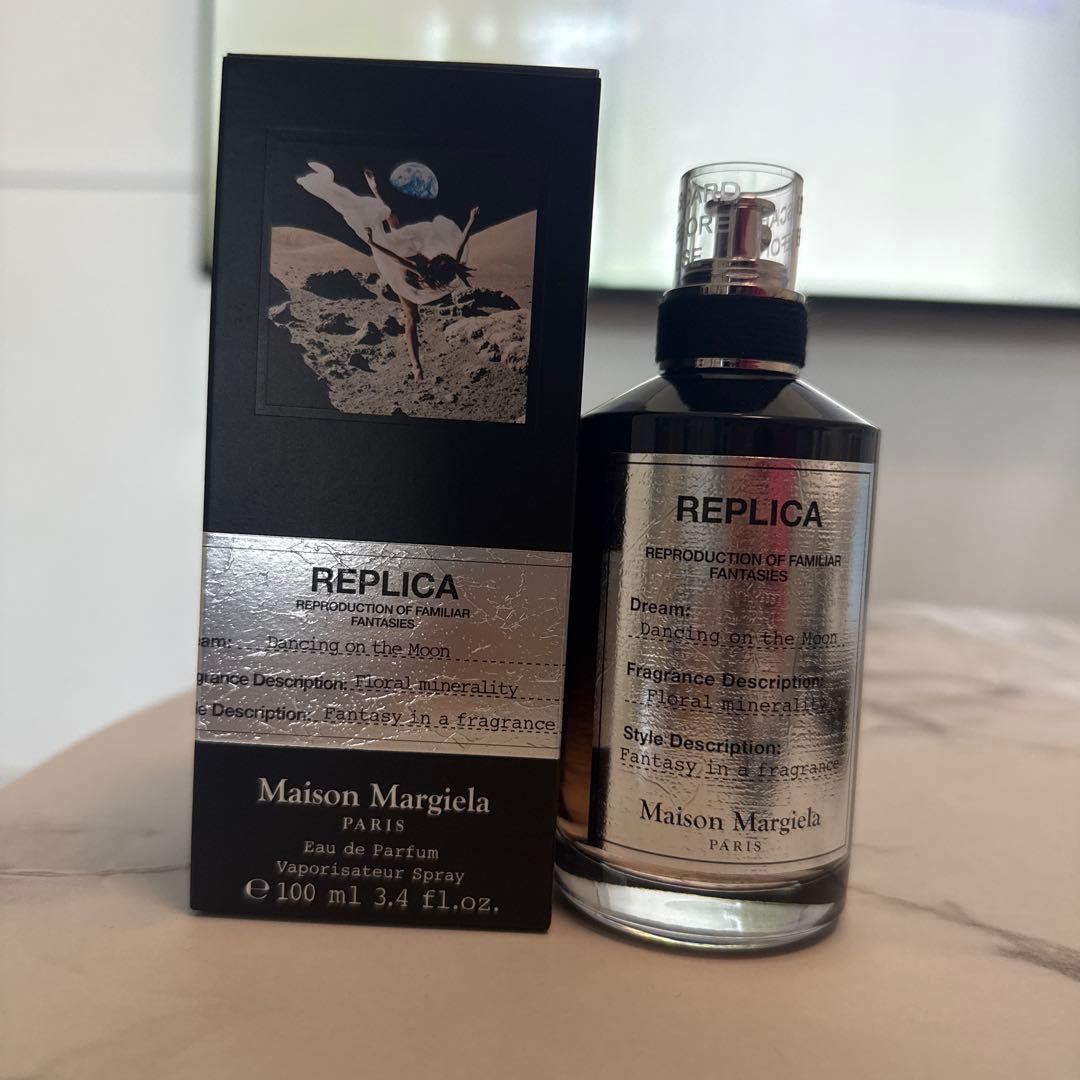 REPLICA
REPRODUCTION OF FAMILIAR
FANTASIES
Dancing on the Moon
Description: Floral minerality
Description: Fantasy in a fragrance
Maison Margiela
PARIS
Eau de Parfum
Vaporisateur Spray
℮ 100 ml 3.4 fl.oz.
REPLICA
REPRODUCTION OF FAMILIAR
FANTASIES
Dream:
Dancing on the Moon
Fragrance Description:
Floral minerality
Style Description:
Fantasy in a fragrance
Maison Margiela
PARIS